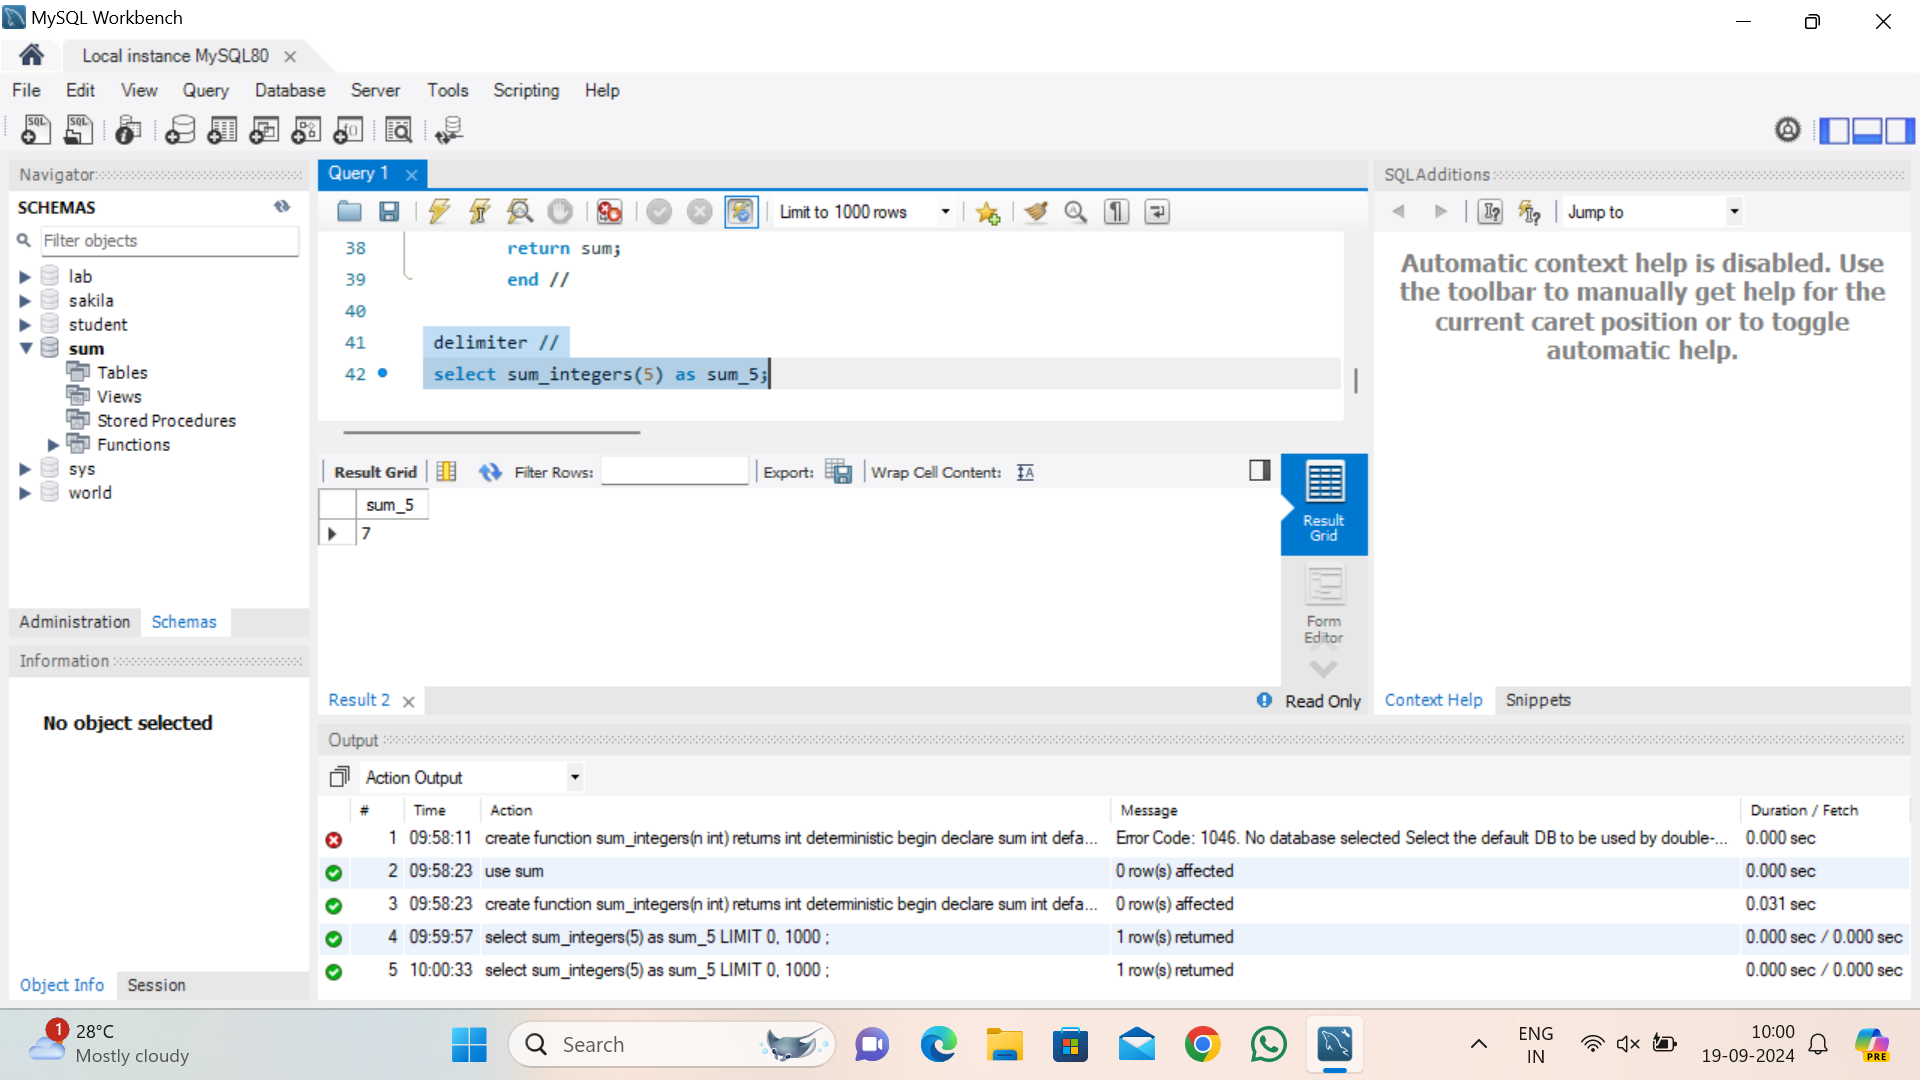 MySQL Workbench
Local instance MySQL80
File Edit View Query Database Server Tools Scripting Help
Navigator
SCHEMAS
Filter objects
lab
sakila
student
sum
Tables
Views
Stored Procedures
Functions
sys
world
Administration Schemas
Information
No object selected
Object Info Session
Query 1
Limit to 1000 rows
38 return sum;
39 end //
40
41 delimiter //
42 select sum_integers(5) as sum_5;
Result Grid Filter Rows: Export: Wrap Cell Content:
sum_5
7
Result
Grid
Form
Editor
Result 2
Read Only
SQLAdditions
Jump to
Automatic context help is disabled. Use
the toolbar to manually get help for the
current caret position or to toggle
automatic help.
Context Help Snippets
Output
Action Output
# Time Action Message Duration / Fetch
1 09:58:11 create function sum_integers(n int) returns int deterministic begin declare sum int defa... Error Code: 1046. No database selected Select the default DB to be used by double-... 0.000 sec
2 09:58:23 use sum 0 row(s) affected 0.000 sec
3 09:58:23 create function sum_integers(n int) returns int deterministic begin declare sum int defa... 0 row(s) affected 0.031 sec
4 09:59:57 select sum_integers(5) as sum_5 LIMIT 0, 1000 ; 1 row(s) returned 0.000 sec / 0.000 sec
5 10:00:33 select sum_integers(5) as sum_5 LIMIT 0, 1000 ; 1 row(s) returned 0.000 sec / 0.000 sec
1
28°C
Mostly cloudy
Search
ENG
IN
10:00
19-09-2024
PRE